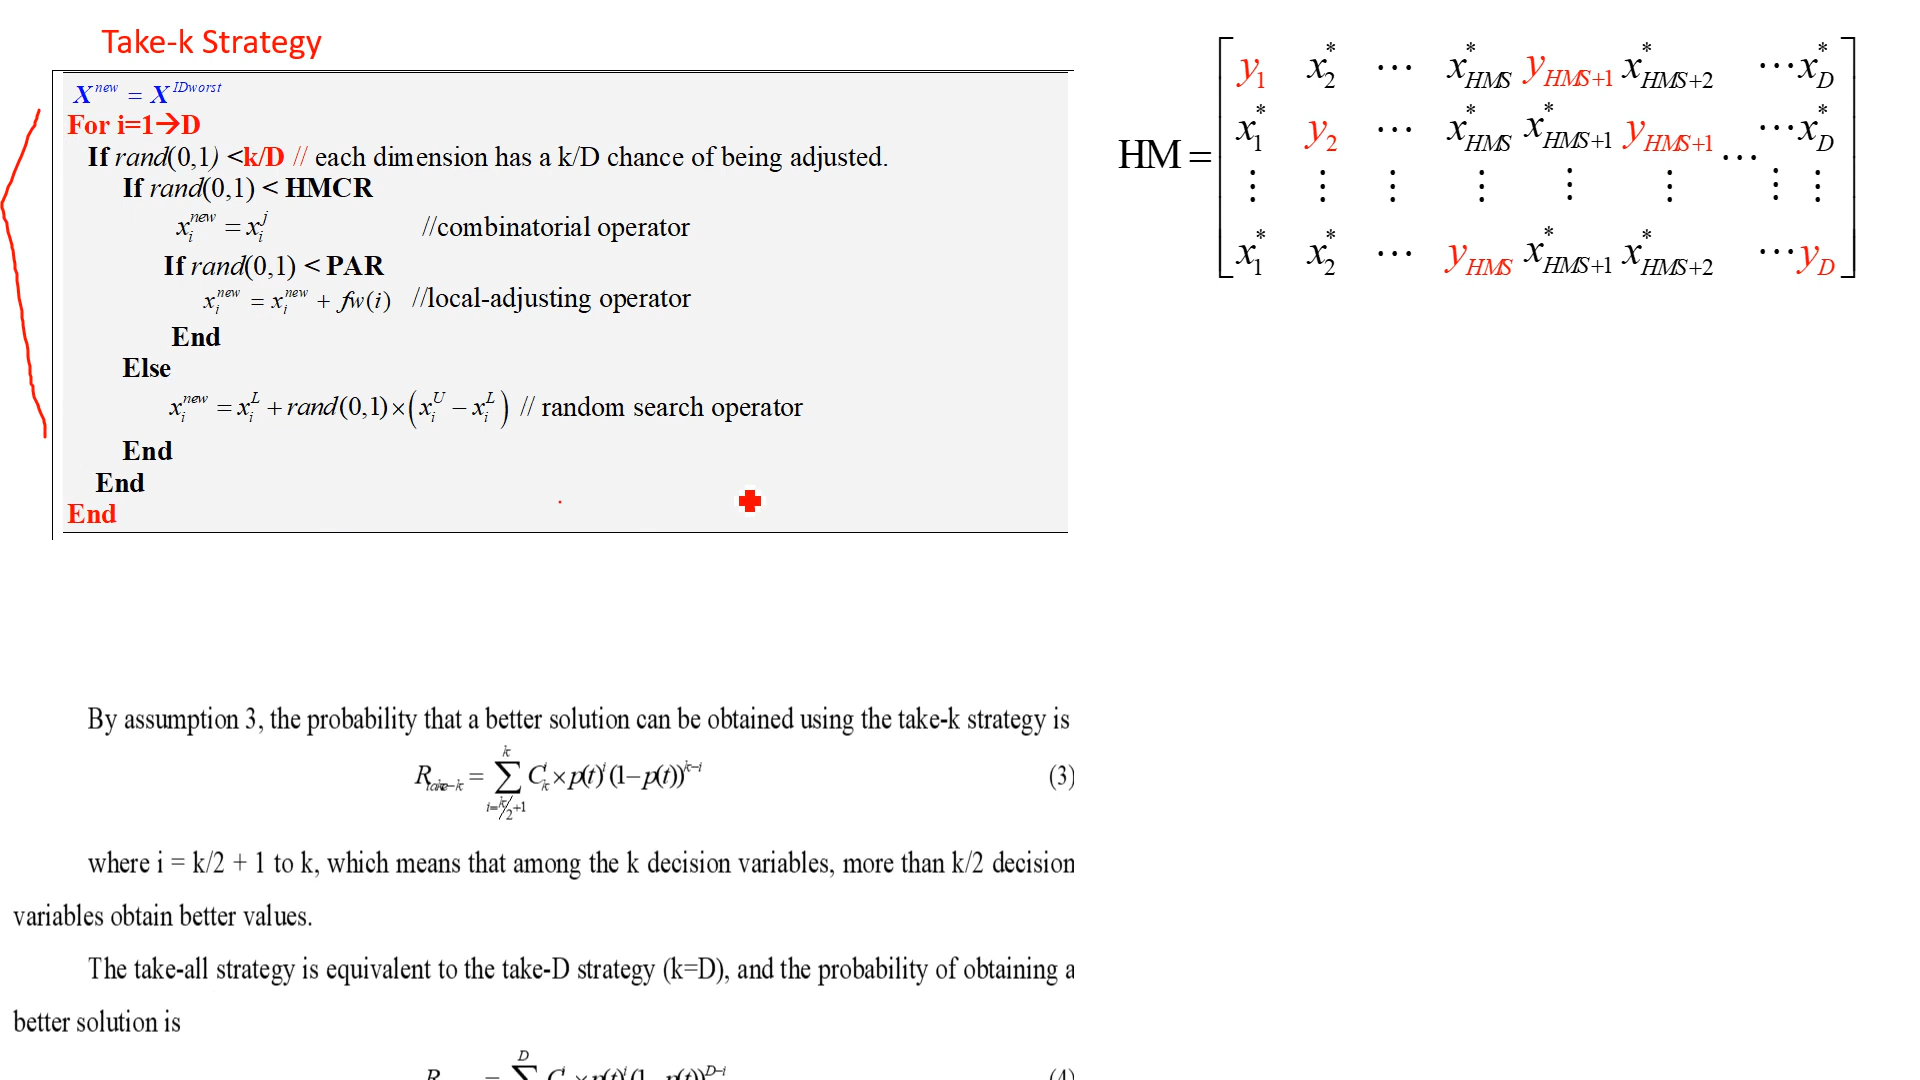 Take-k Strategy
X^new = X^IDworst
For i=1→D
If rand(0,1) <k/D // each dimension has a k/D chance of being adjusted.
If rand(0,1) < HMCR
x_i^new = x_i^j //combinatorial operator
If rand(0,1) < PAR
x_i^new = x_i^new + fw(i) //local-adjusting operator
End
Else
x_i^new = x_i^L + rand(0,1)×(x_i^U − x_i^L) // random search operator
End
End
End
HM = [
y_1 x_2^* ⋯ x_HMS^* y_HMS+1 x_HMS+2^* ⋯ x_D^*
x_1^* y_2 ⋯ x_HMS^* x_HMS+1^* y_HMS+1 ⋯ x_D^*
⋮ ⋮ ⋮ ⋮ ⋮ ⋮ ⋯ ⋮ ⋮
x_1^* x_2^* ⋯ y_HMS x_HMS+1^* x_HMS+2^* ⋯ y_D
]
By assumption 3, the probability that a better solution can be obtained using the take-k strategy is
R_take-k = ∑_{i=k/2+1}^{k} C_k^i × p(t)^i (1−p(t))^{k−i} (3)
where i = k/2 + 1 to k, which means that among the k decision variables, more than k/2 decision
variables obtain better values.
The take-all strategy is equivalent to the take-D strategy (k=D), and the probability of obtaining a
better solution is